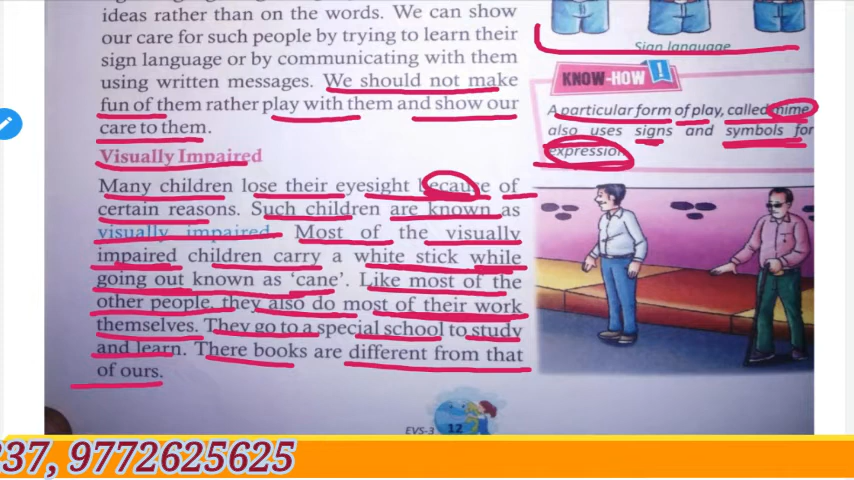 ideas rather than on the words. We can show
our care for such people by trying to learn their
sign language or by communicating with them
using written messages. We should not make
fun of them rather play with them and show our
care to them.
Visually Impaired
Many children lose their eyesight because of
certain reasons. Such children are known as
visually impaired. Most of the visually
impaired children carry a white stick while
going out known as 'cane'. Like most of the
other people, they also do most of their work
themselves. They go to a special school to study
and learn. There books are different from that
of ours.
Sign language
KNOW-HOW !
A particular form of play, called mime
also uses signs and symbols for
expression
EVS-3 12
37, 9772625625